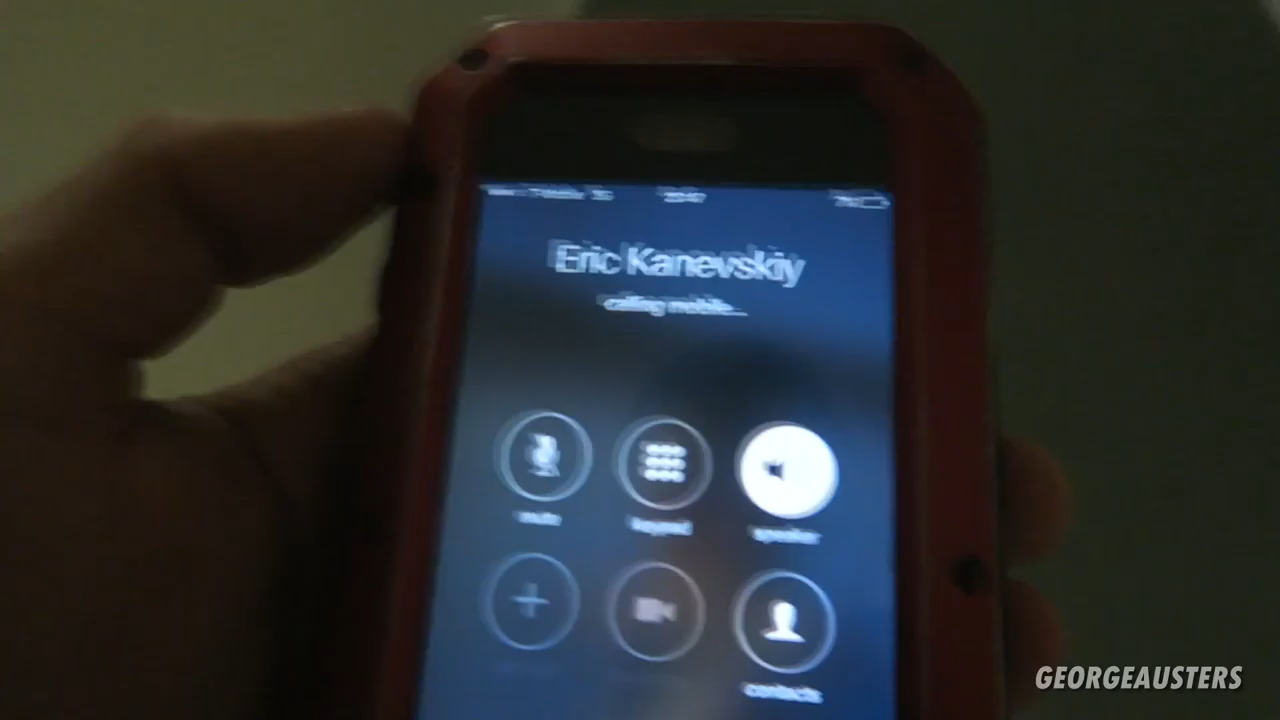 Eric Kanevskiy
calling mobile...
mute keypad speaker
contacts
GEORGEAUSTERS